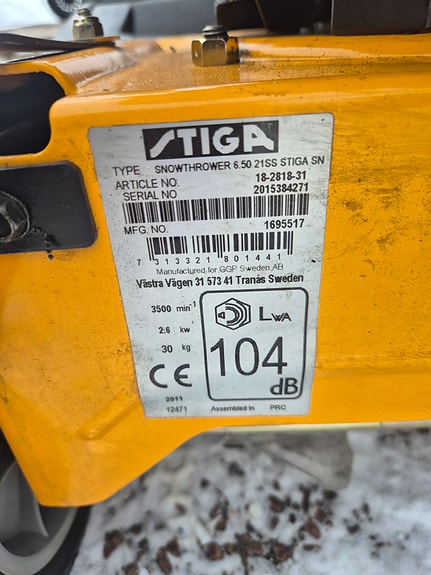 STIGA
TYPE. SNOWTHROWER 6.50 21SS STIGA SN
ARTICLE NO. 18-2818-31
SERIAL NO 2015384271
MFG. NO. 1695517
7 313321 801441
Manufactured for GGP Sweden AB
Västra Vägen 31 573 41 Tranås Sweden
3500 min⁻¹
2.6 kw
30 kg
CE
LWA
104
dB
2011
12471 Assembled In PRC